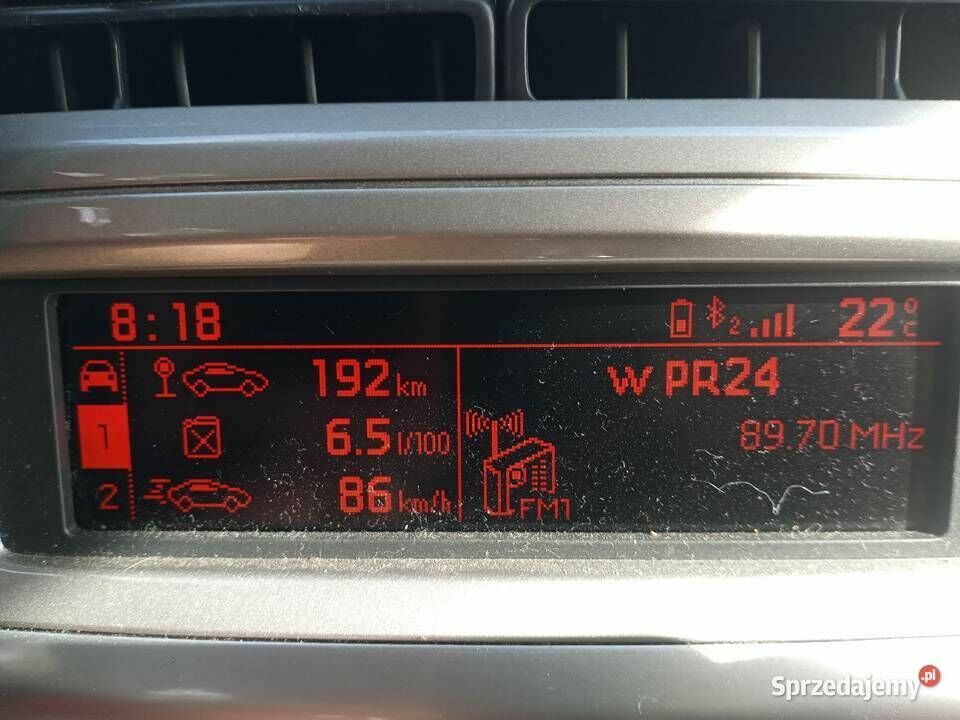 8:18 2 22°C
192 km
1 6.5 l/100
2 86 km/h
w PR24
89.70 MHz
FM1
Sprzedajemy.pl